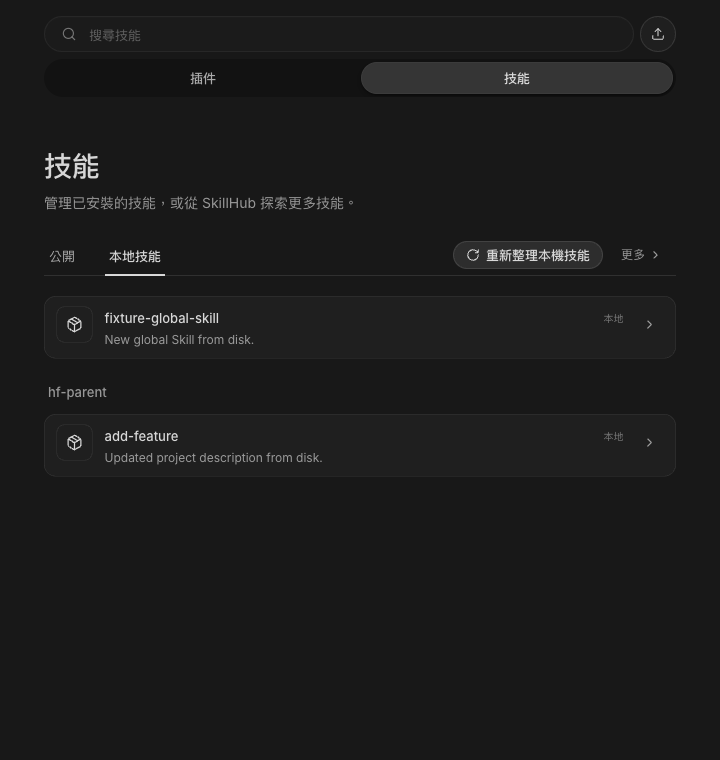 搜尋技能
插件
技能
技能
管理已安裝的技能，或從 SkillHub 探索更多技能。
公開
本地技能
重新整理本機技能
更多
fixture-global-skill
本地
New global Skill from disk.
hf-parent
add-feature
本地
Updated project description from disk.